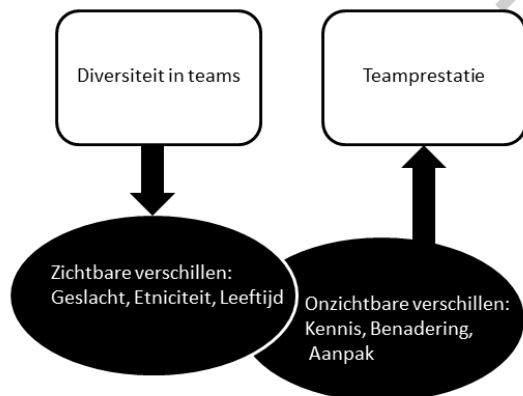 Diversiteit in teams
Teamprestatie
Zichtbare verschillen:
Geslacht, Etniciteit, Leeftijd
Onzichtbare verschillen:
Kennis, Benadering,
Aanpak